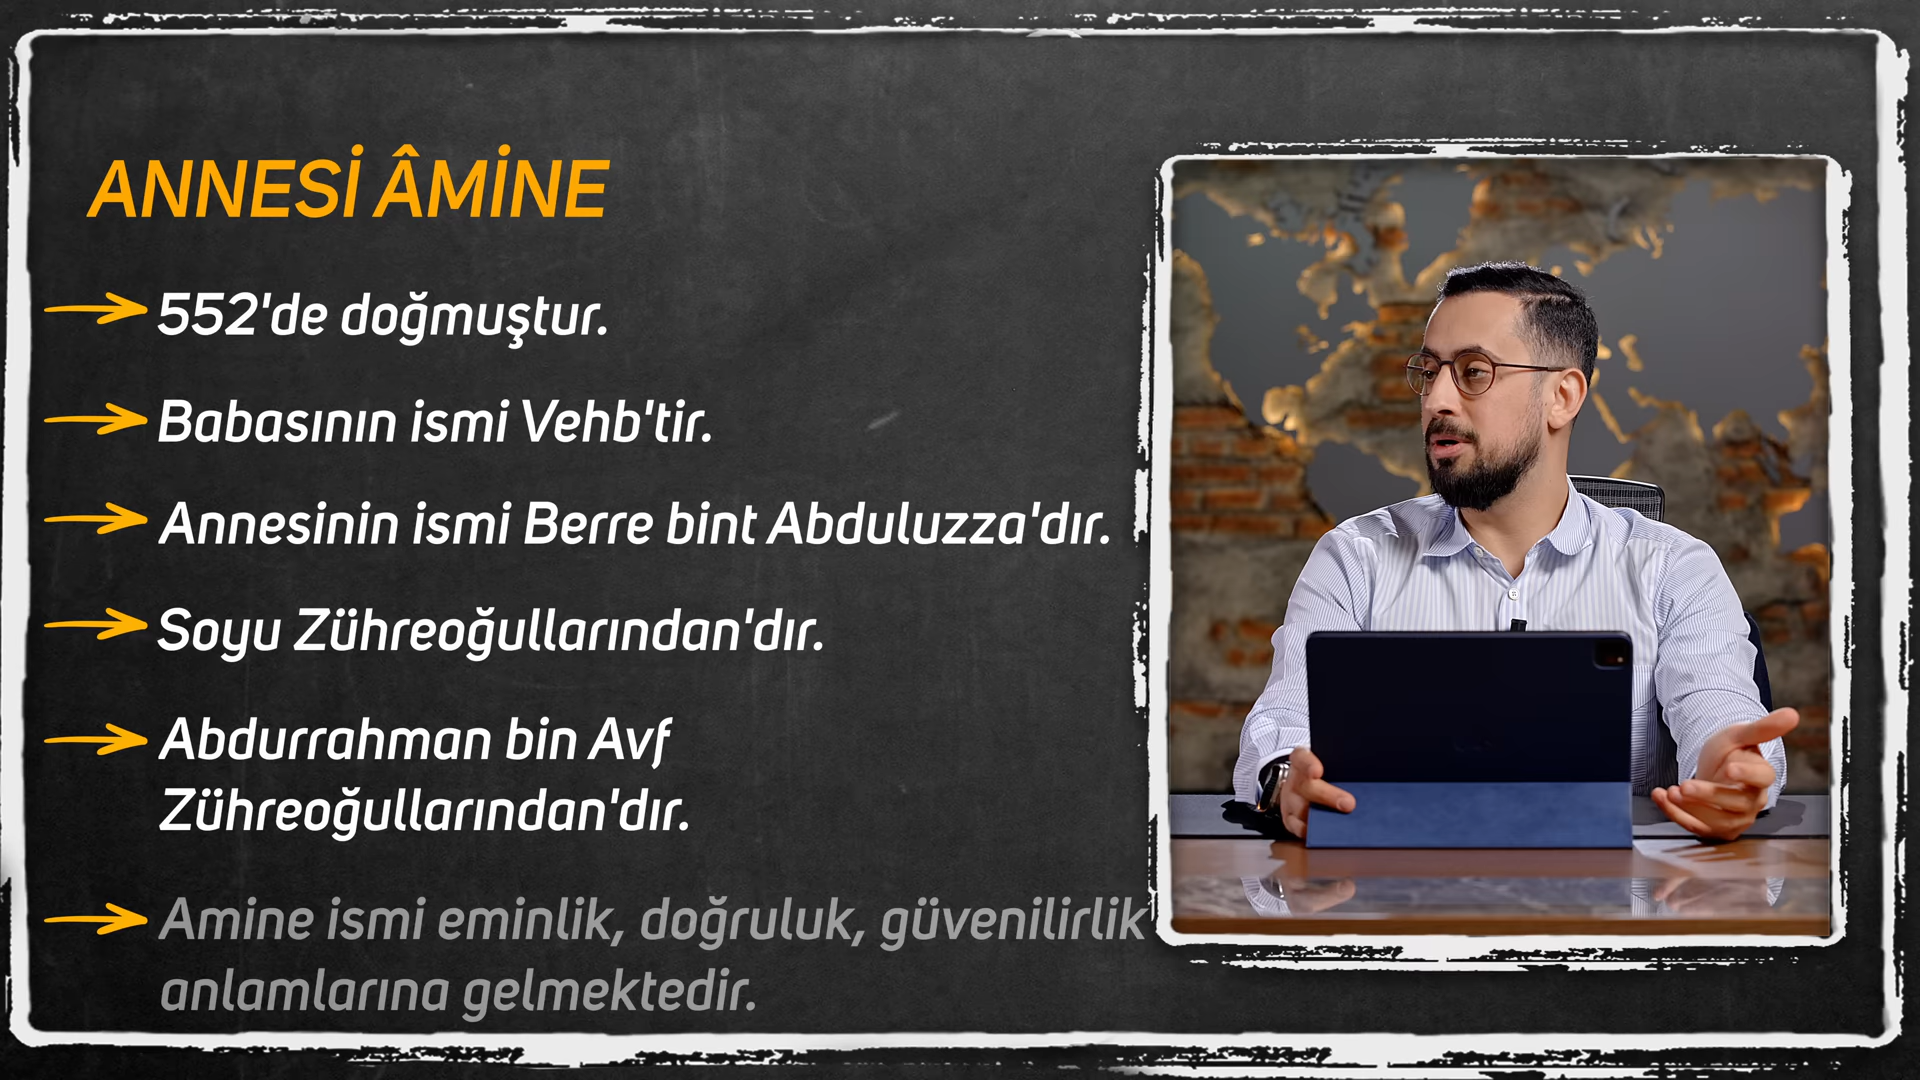 ANNESİ ÂMİNE
552'de doğmuştur.
Babasının ismi Vehb'tir.
Annesinin ismi Berre bint Abduluzza'dır.
Soyu Zühreoğullarından'dır.
Abdurrahman bin Avf
Zühreoğullarından'dır.
Amine ismi eminlik, doğruluk, güvenilirlik
anlamlarına gelmektedir.